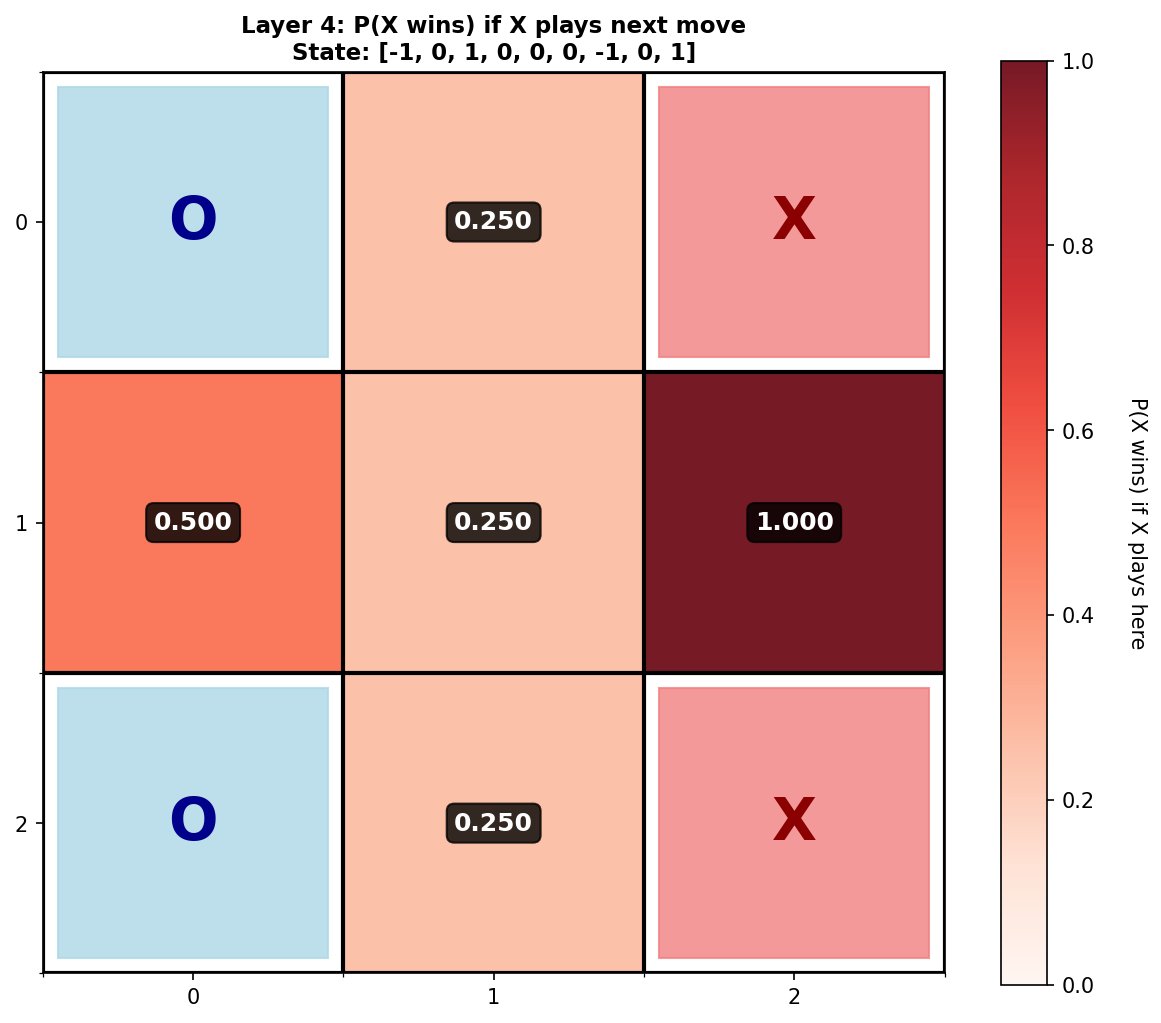 Layer 4: P(X wins) if X plays next move
State: [-1, 0, 1, 0, 0, 0, -1, 0, 1]
0
O
0.250
X
1
0.500
0.250
1.000
2
O
0.250
X
0
1
2
1.0
0.8
0.6
0.4
0.2
0.0
P(X wins) if X plays here